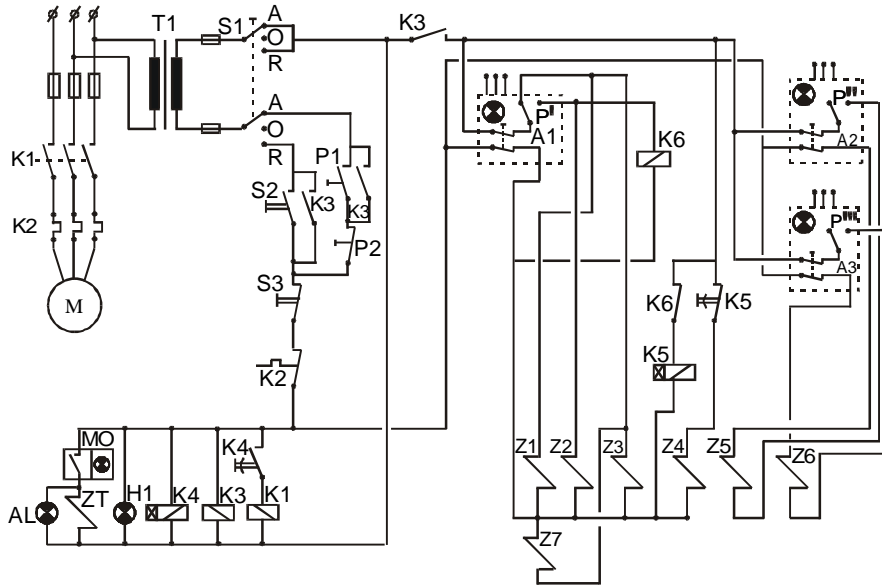 T1
S1
A
O
R
A
O
R
K3
K1
K2
M
P1
S2
K3
K3
P2
S3
K2
P'
A1
K6
P"
A2
P"'
A3
K6
K5
K5
MO
K4
AL
ZT
H1
K4
K3
K1
Z1
Z2
Z3
Z4
Z5
Z6
Z7